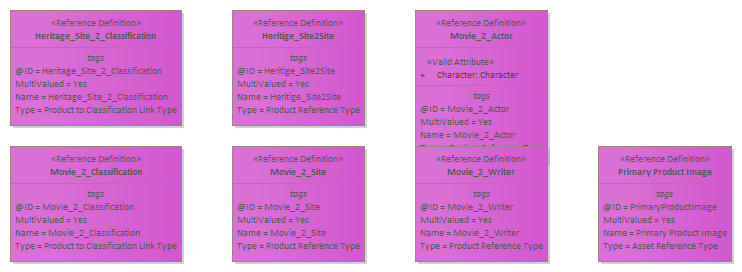 «Reference Definition»
Heritage_Site_2_Classification
tags
@ID = Heritage_Site_2_Classification
MultiValued = Yes
Name = Heritage_Site_2_Classification
Type = Product to Classification Link Type
«Reference Definition»
Heritige_Site2Site
tags
@ID = Heritige_Site2Site
MultiValued = Yes
Name = Heritige_Site2Site
Type = Product Reference Type
«Reference Definition»
Movie_2_Actor
«Valid Attribute»
+ Character: Character
tags
@ID = Movie_2_Actor
MultiValued = Yes
Name = Movie_2_Actor
«Reference Definition»
Movie_2_Classification
tags
@ID = Movie_2_Classification
MultiValued = Yes
Name = Movie_2_Classification
Type = Product to Classification Link Type
«Reference Definition»
Movie_2_Site
tags
@ID = Movie_2_Site
MultiValued = Yes
Name = Movie_2_Site
Type = Product Reference Type
«Reference Definition»
Movie_2_Writer
tags
@ID = Movie_2_Writer
MultiValued = Yes
Name = Movie_2_Writer
Type = Product Reference Type
«Reference Definition»
Primary Product Image
tags
@ID = PrimaryProductImage
MultiValued = Yes
Name = Primary Product Image
Type = Asset Reference Type